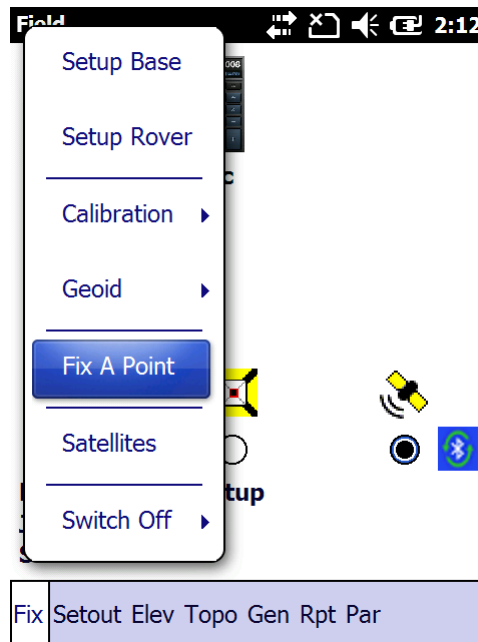 Field 2:12
Setup Base
Setup Rover
Calibration
Geoid
Fix A Point
Satellites
tup
Switch Off
Fix Setout Elev Topo Gen Rpt Par